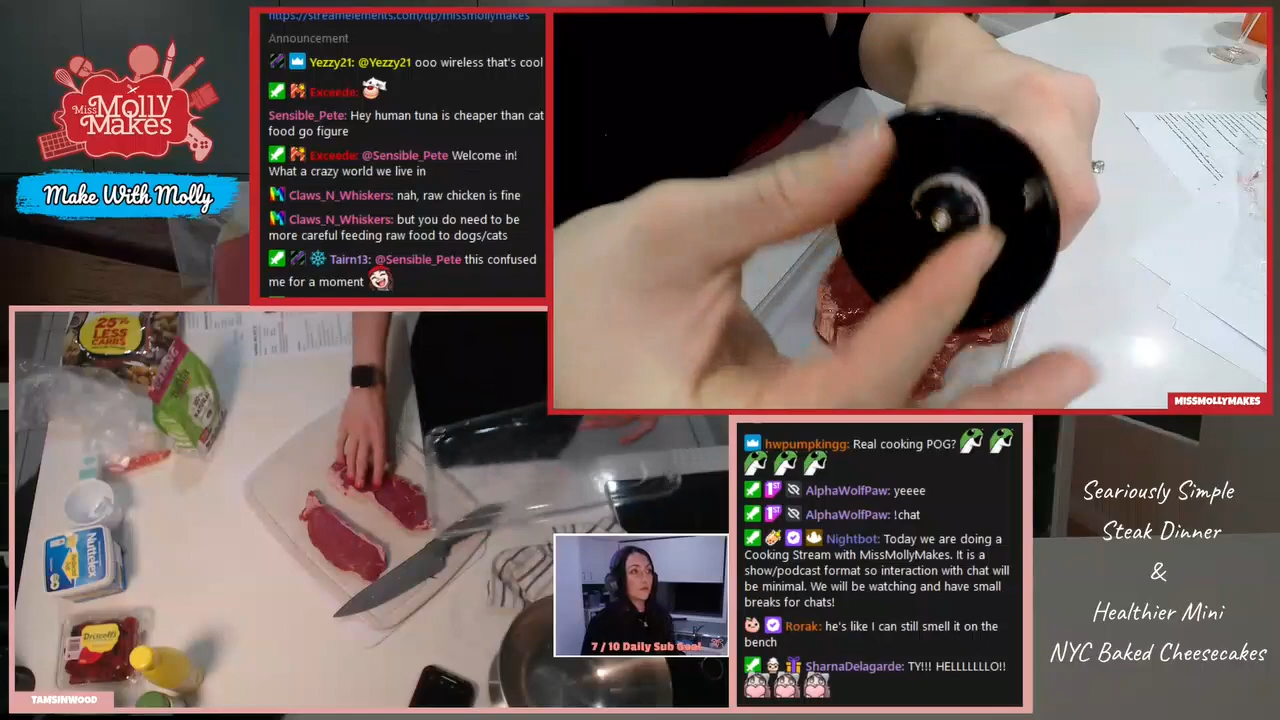 Miss
MOLLY
MAKES
Make With Molly
https://streamelements.com/tip/missmollymakes
Announcement
Yezzy21: @Yezzy21 ooo wireless that's cool
Exceede:
Sensible_Pete: Hey human tuna is cheaper than cat
food go figure
Exceede: @Sensible_Pete Welcome in!
What a crazy world we live in
Claws_N_Whiskers: nah, raw chicken is fine
Claws_N_Whiskers: but you do need to be
more careful feeding raw food to dogs/cats
Tairn13: @Sensible_Pete this confused
me for a moment
MISSMOLLYMAKES
25%
LESS
CARBS
Nuttelex
Driscoll's
TAMSINWOOD
7 / 10 Daily Sub Goal
hwpumpkingg: Real cooking POG?
1ST
AlphaWolfPaw: yeeee
1ST
AlphaWolfPaw: !chat
Nightbot: Today we are doing a
Cooking Stream with MissMollyMakes. It is a
show/podcast format so interaction with chat will
be minimal. We will be watching and have small
breaks for chats!
Rorak: he's like I can still smell it on the
bench
SharnaDelagarde: TY!!! HELLLLLLLO!!
Seariously Simple
Steak Dinner
&
Healthier Mini
NYC Baked Cheesecakes